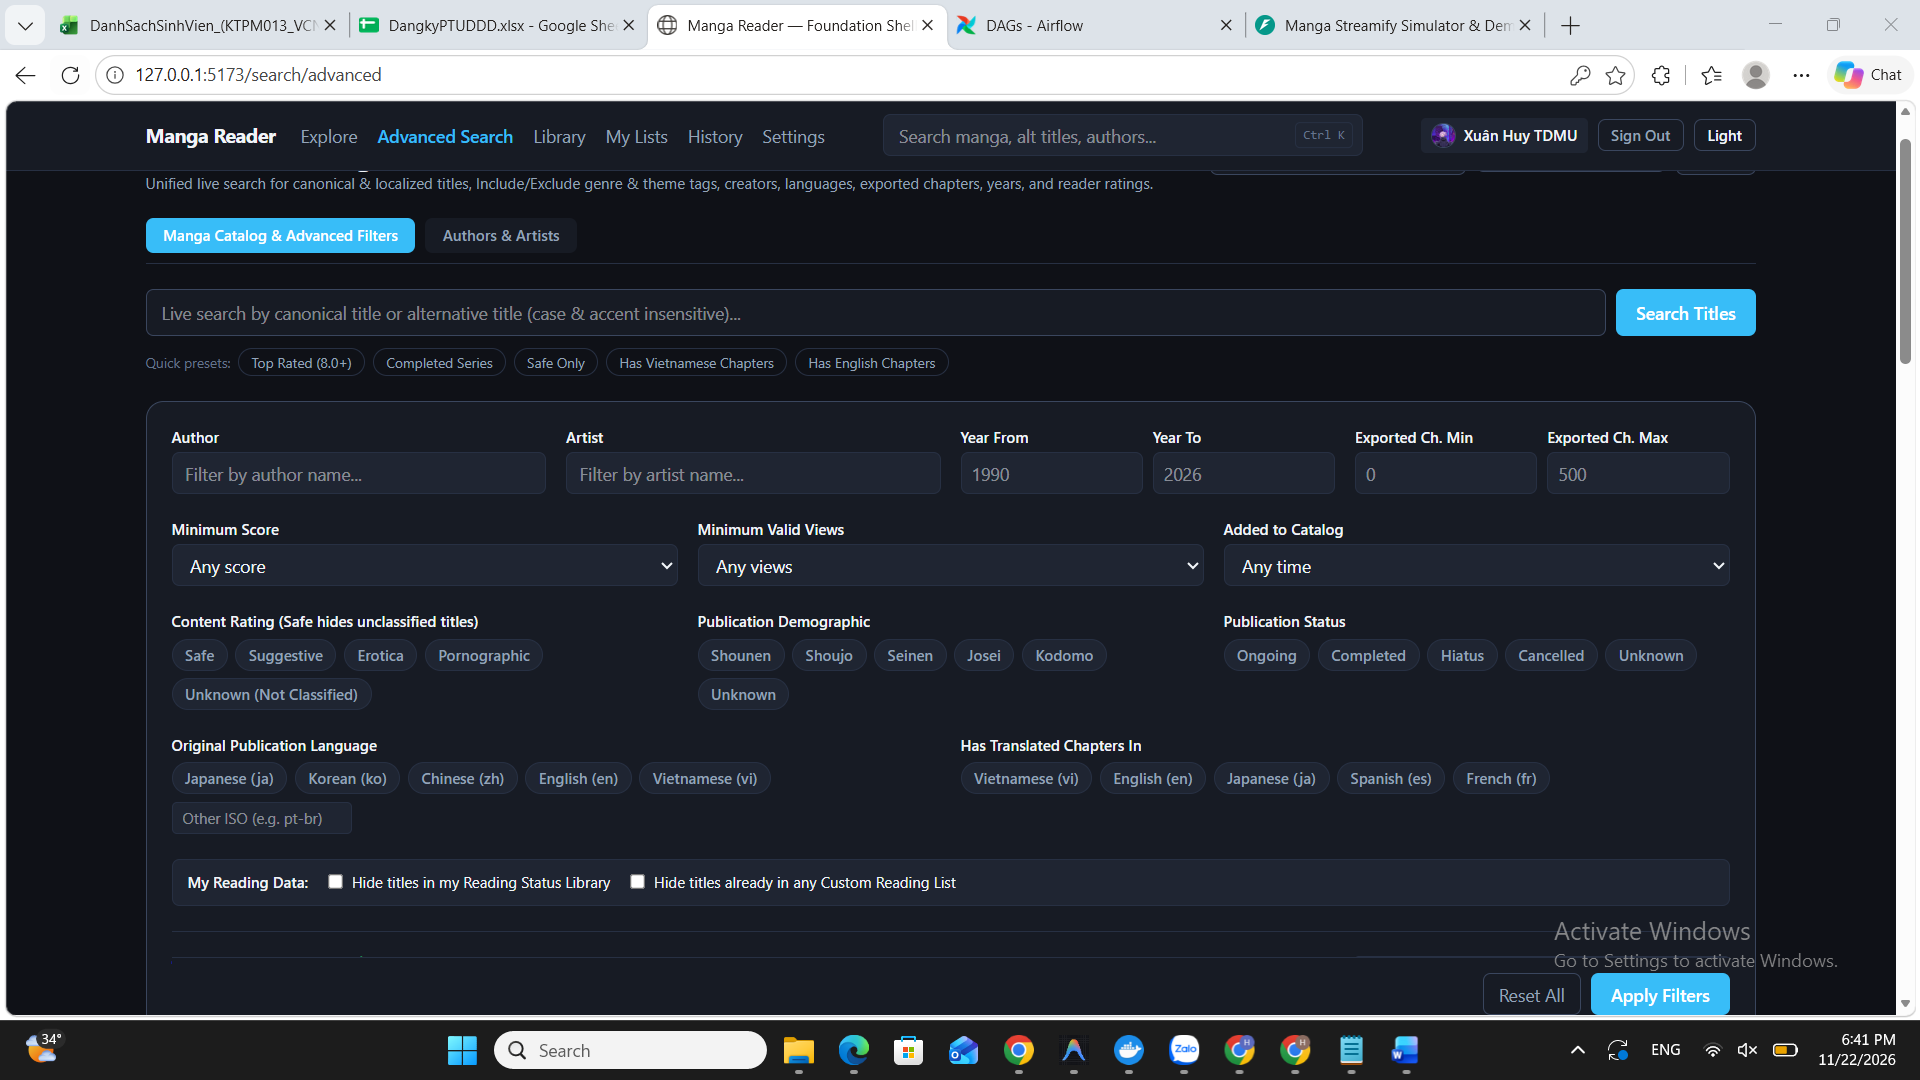 DanhSachSinhVien_(KTPM013_VCN
DangkyPTUDDD.xlsx - Google She
Manga Reader — Foundation Shel
DAGs - Airflow
Manga Streamify Simulator & Dem
127.0.0.1:5173/search/advanced
Chat
Manga Reader
Explore
Advanced Search
Library
My Lists
History
Settings
Search manga, alt titles, authors...
Ctrl K
Xuân Huy TDMU
Sign Out
Light
Unified live search for canonical & localized titles, Include/Exclude genre & theme tags, creators, languages, exported chapters, years, and reader ratings.
Manga Catalog & Advanced Filters
Authors & Artists
Live search by canonical title or alternative title (case & accent insensitive)...
Search Titles
Quick presets:
Top Rated (8.0+)
Completed Series
Safe Only
Has Vietnamese Chapters
Has English Chapters
Author
Artist
Year From
Year To
Exported Ch. Min
Exported Ch. Max
Filter by author name...
Filter by artist name...
1990
2026
0
500
Minimum Score
Minimum Valid Views
Added to Catalog
Any score
Any views
Any time
Content Rating (Safe hides unclassified titles)
Publication Demographic
Publication Status
Safe
Suggestive
Erotica
Pornographic
Shounen
Shoujo
Seinen
Josei
Kodomo
Ongoing
Completed
Hiatus
Cancelled
Unknown
Unknown (Not Classified)
Unknown
Original Publication Language
Has Translated Chapters In
Japanese (ja)
Korean (ko)
Chinese (zh)
English (en)
Vietnamese (vi)
Vietnamese (vi)
English (en)
Japanese (ja)
Spanish (es)
French (fr)
Other ISO (e.g. pt-br)
My Reading Data:
Hide titles in my Reading Status Library
Hide titles already in any Custom Reading List
Activate Windows
Go to Settings to activate Windows.
Reset All
Apply Filters
34°
Search
Zalo
ENG
6:41 PM
11/22/2026